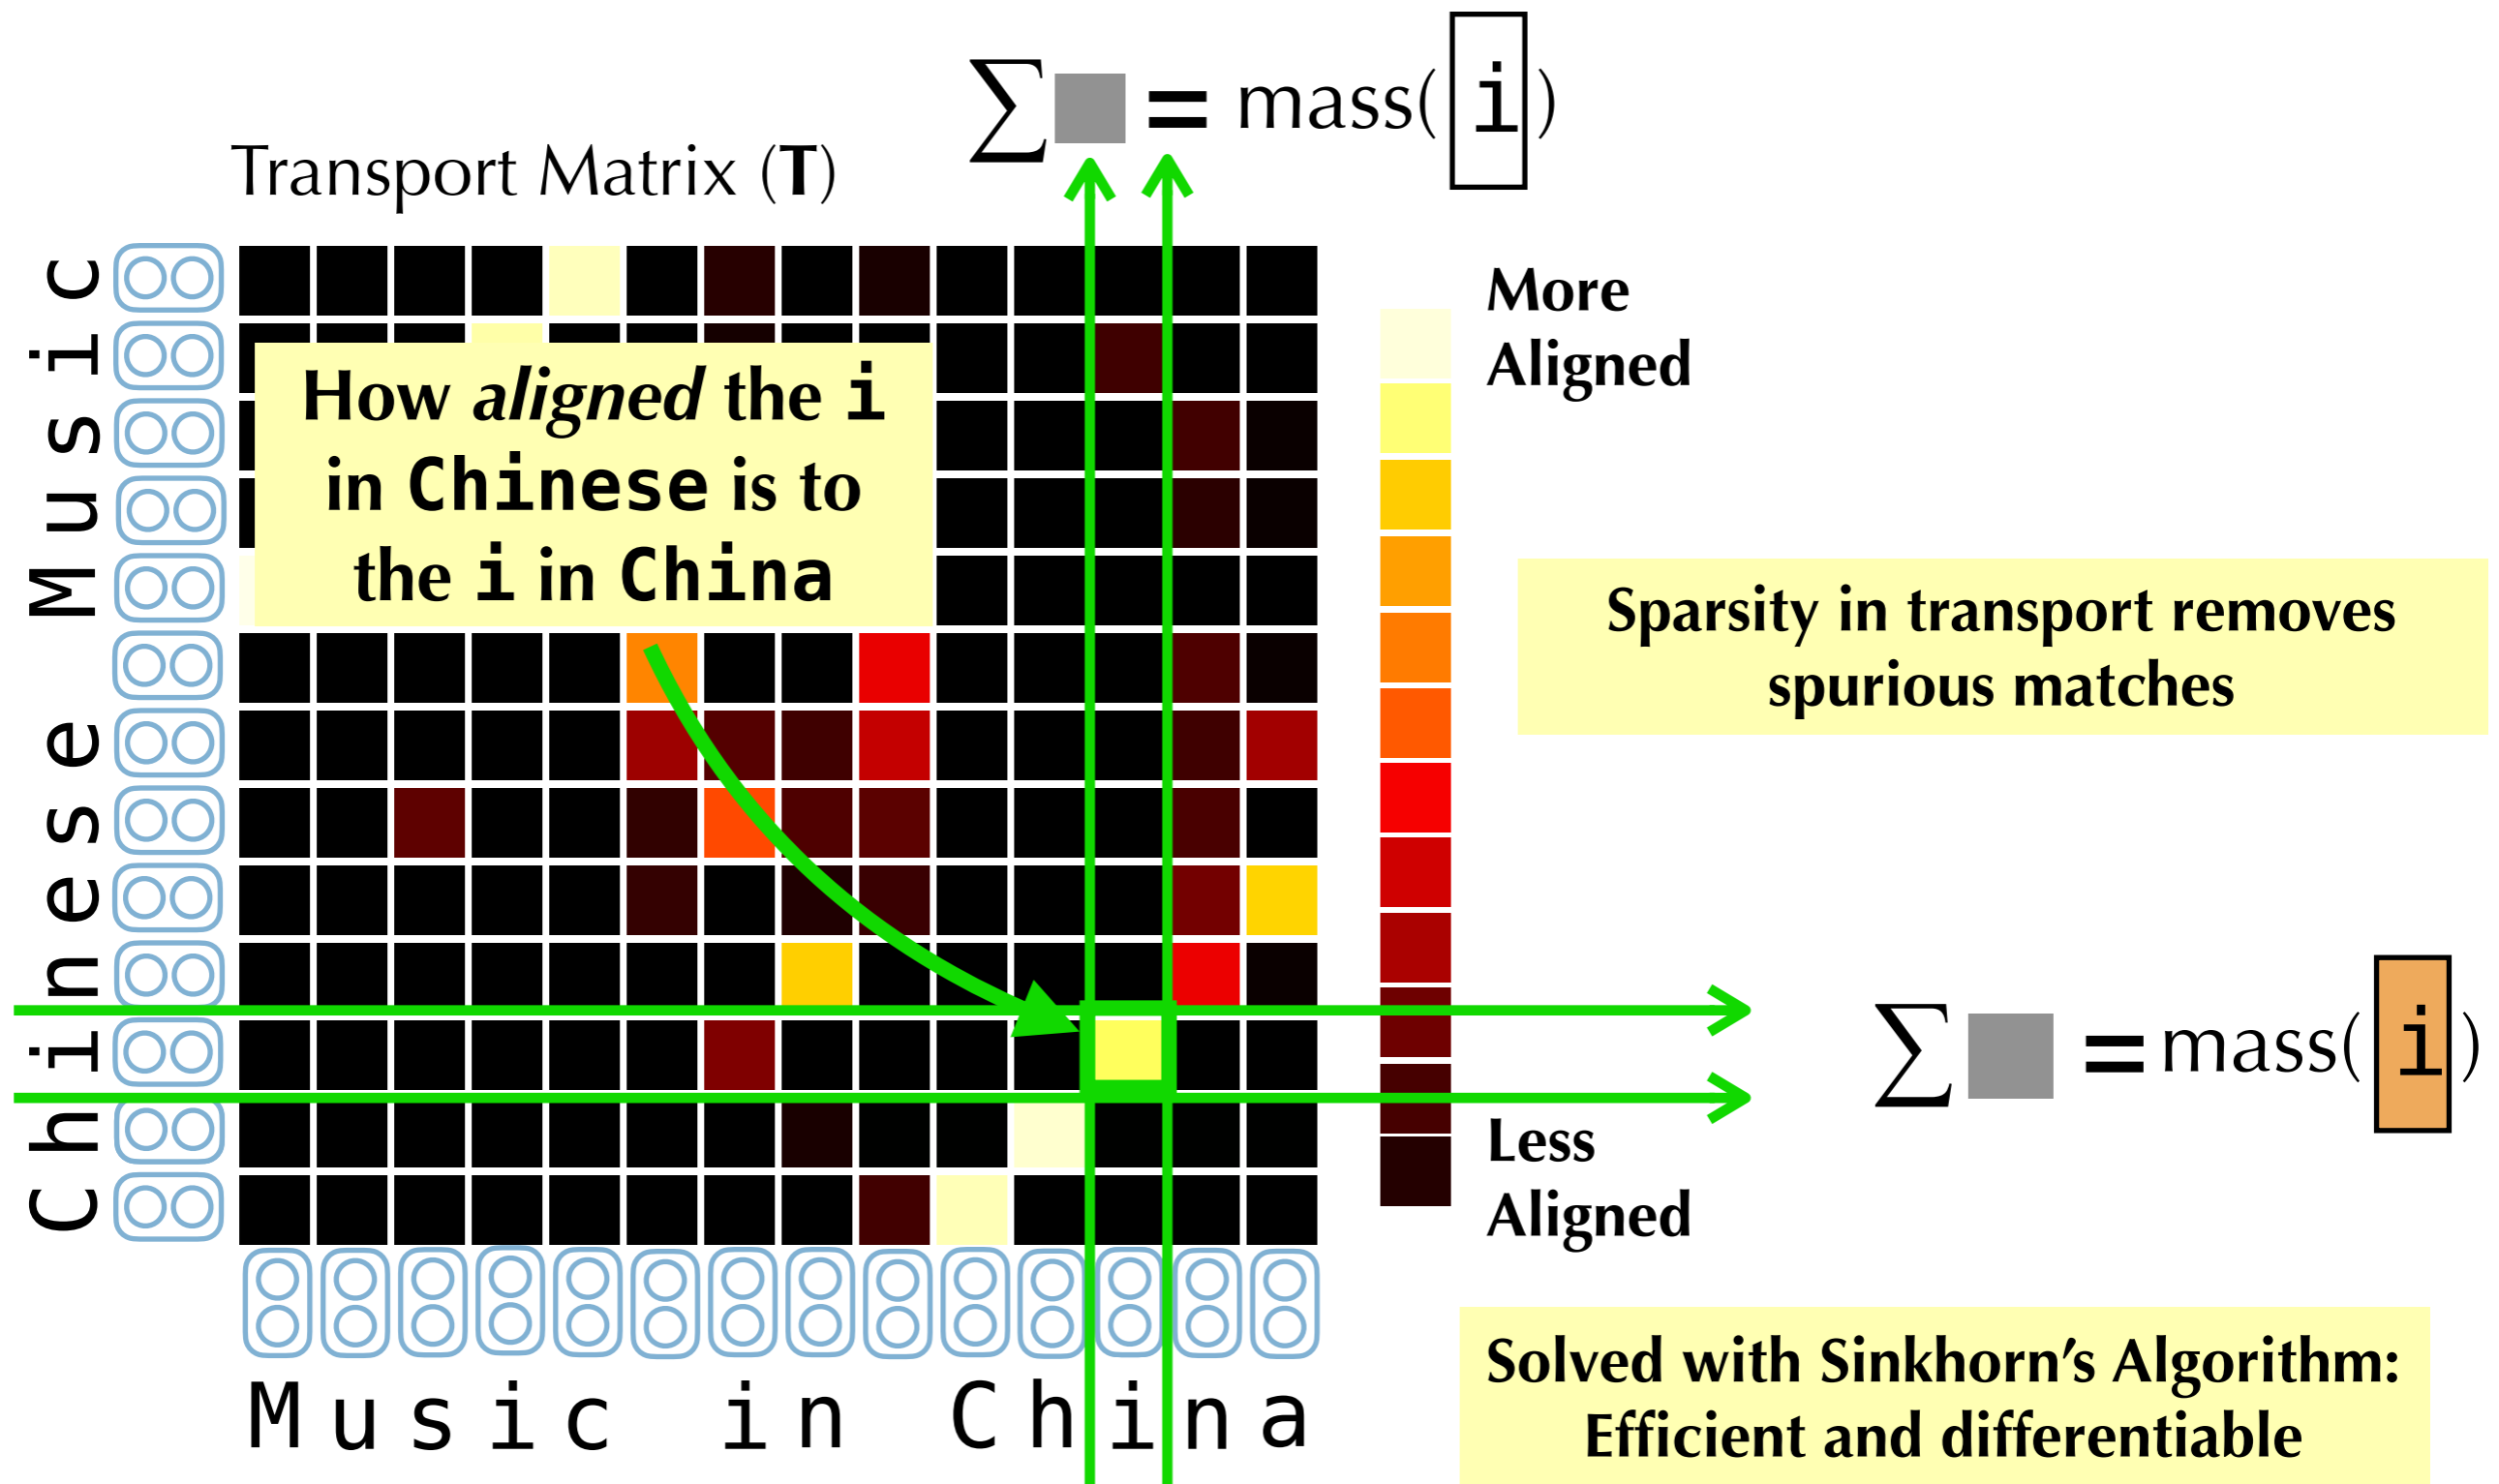 ∑ = mass( i )
Transport Matrix (T)
More
Aligned
How aligned the i
in Chinese is to
the i in China
Sparsity in transport removes
spurious matches
∑ = mass( i )
Less
Aligned
Chinese Music
Music in China
Solved with Sinkhorn’s Algorithm:
Efficient and differentiable